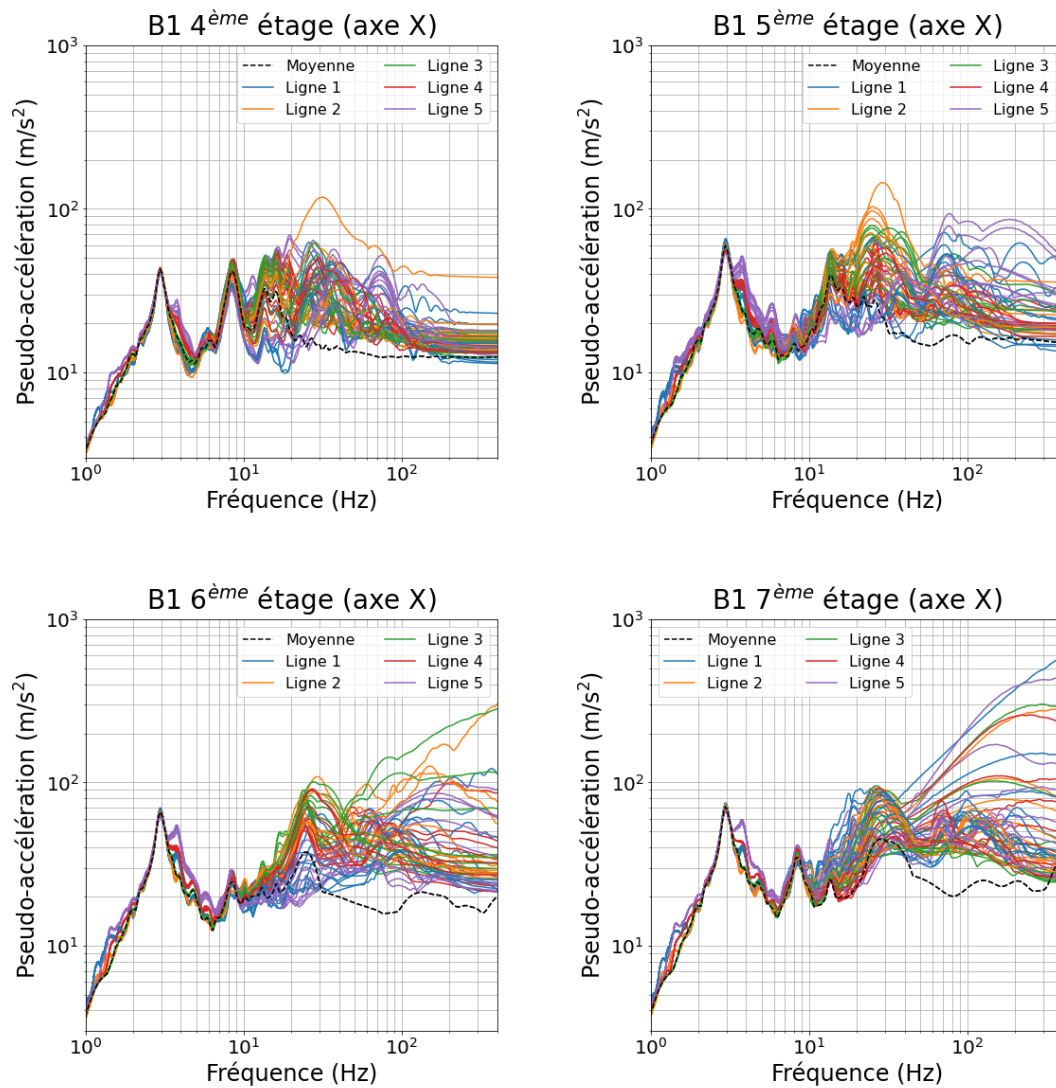 B1 4ème étage (axe X)
Pseudo-accélération (m/s²)
10³
10²
10¹
Moyenne
Ligne 1
Ligne 2
Ligne 3
Ligne 4
Ligne 5
10⁰ 10¹ 10²
Fréquence (Hz)
B1 5ème étage (axe X)
Pseudo-accélération (m/s²)
10³
10²
10¹
Moyenne
Ligne 1
Ligne 2
Ligne 3
Ligne 4
Ligne 5
10⁰ 10¹ 10²
Fréquence (Hz)
B1 6ème étage (axe X)
Pseudo-accélération (m/s²)
10³
10²
10¹
Moyenne
Ligne 1
Ligne 2
Ligne 3
Ligne 4
Ligne 5
10⁰ 10¹ 10²
Fréquence (Hz)
B1 7ème étage (axe X)
Pseudo-accélération (m/s²)
10³
10²
10¹
Moyenne
Ligne 1
Ligne 2
Ligne 3
Ligne 4
Ligne 5
10⁰ 10¹ 10²
Fréquence (Hz)